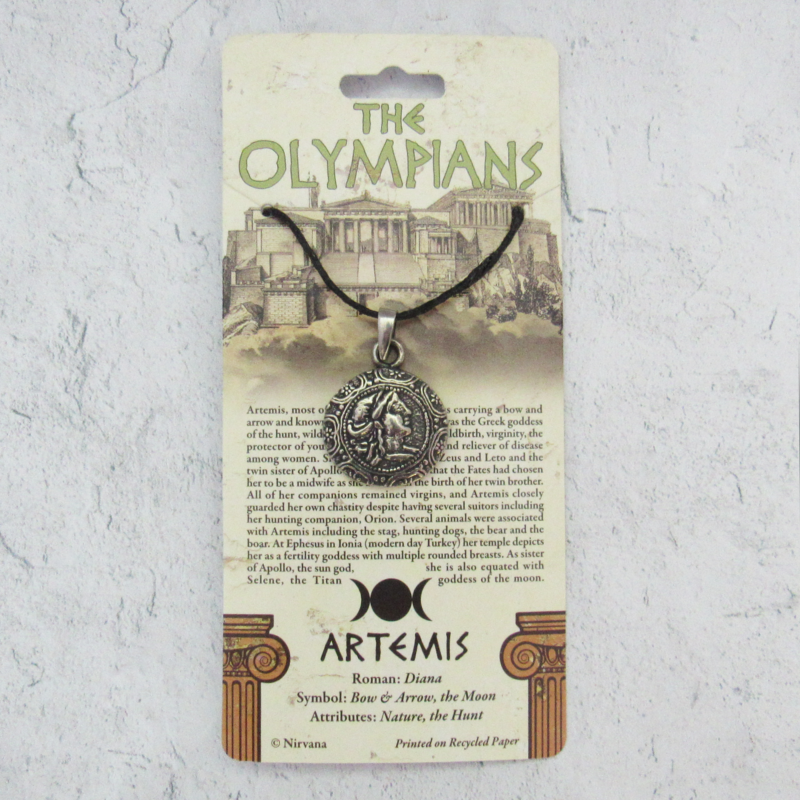 THE
OLYMPIANS
Artemis, most o s carrying a bow and
arrow and know as the Greek goddess
of the hunt, wild ldbirth, virginity, the
protector of you nd reliever of disease
among women. S Zeus and Leto and the
twin sister of Apollo that the Fates had chosen
her to be a midwife as she the birth of her twin brother.
All of her companions remained virgins, and Artemis closely
guarded her own chastity despite having several suitors including
her hunting companion, Orion. Several animals were associated
with Artemis including the stag, hunting dogs, the bear and the
boar. At Ephesus in Ionia (modern day Turkey) her temple depicts
her as a fertility goddess with multiple rounded breasts. As sister
of Apollo, the sun god, she is also equated with
Selene, the Titan goddess of the moon.
ARTEMIS
Roman: Diana
Symbol: Bow & Arrow, the Moon
Attributes: Nature, the Hunt
© Nirvana Printed on Recycled Paper